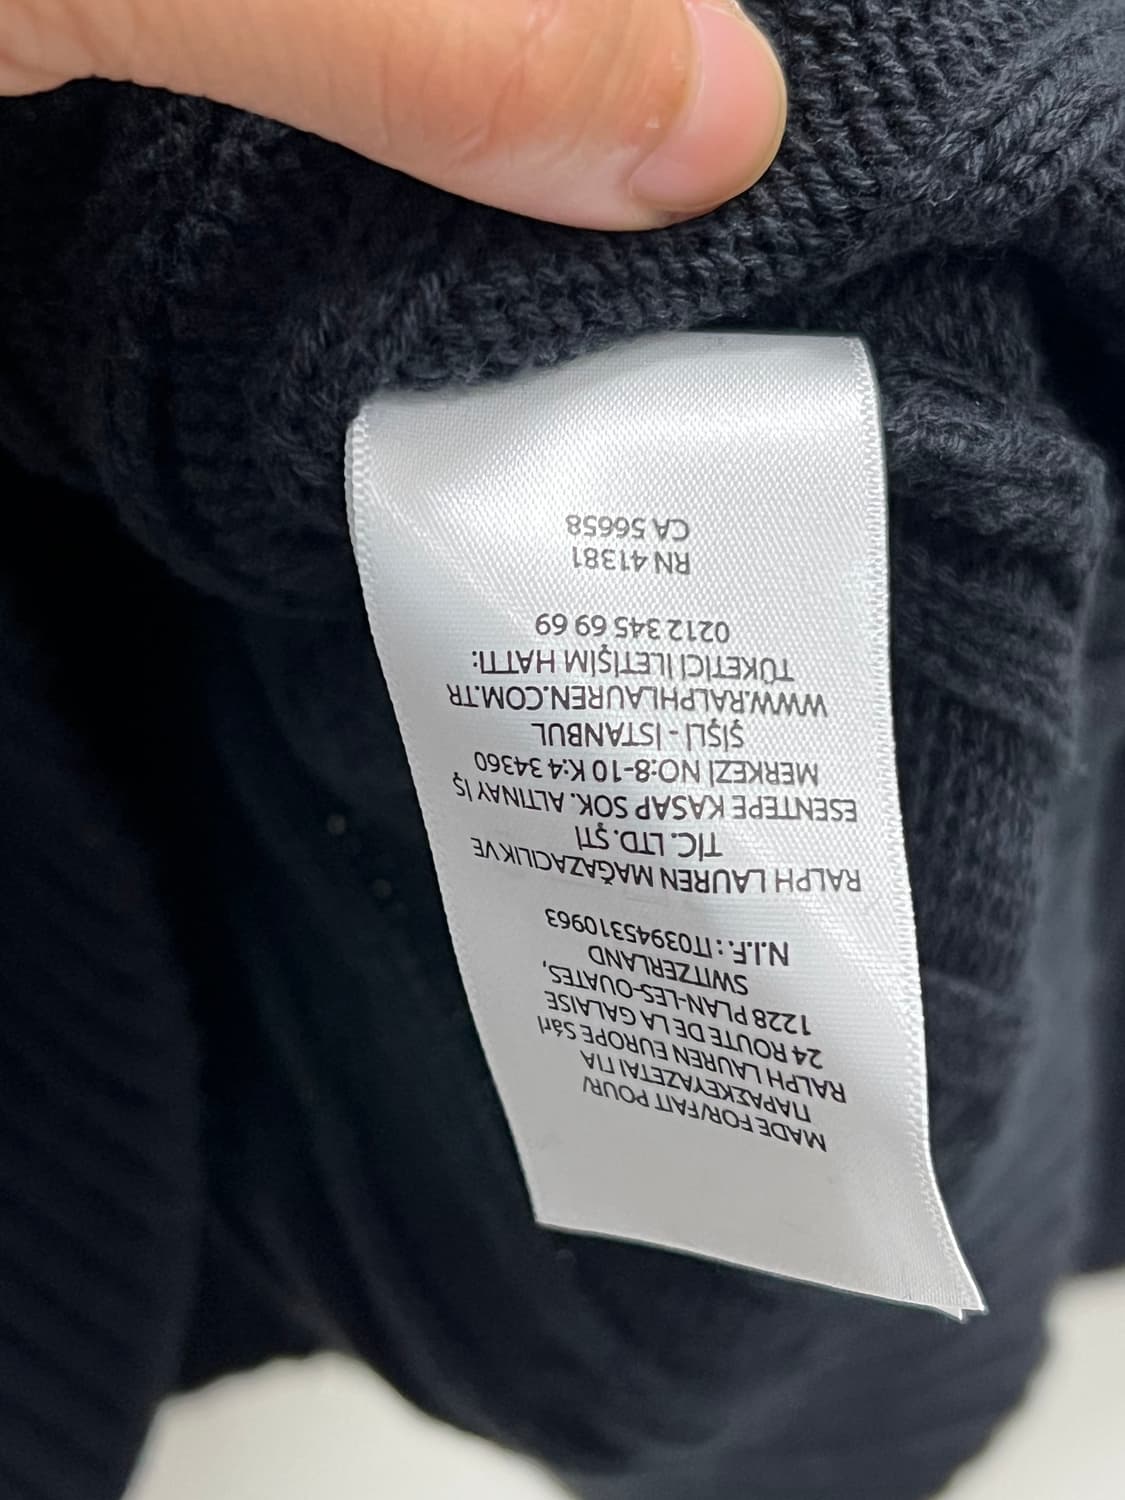 MADE FOR/FAIT POUR/
ΠΑΡΑΣΚΕΥΑΖΕΤΑΙ ΓΙΑ
RALPH LAUREN EUROPE Sárl
24 ROUTE DE LA GALAISE
1228 PLAN-LES-OUATES,
SWITZERLAND
N.I.F.: IT03945310963
RALPH LAUREN MAĞAZACILIK VE
TİC. LTD. ŞTİ
ESENTEPE KASAP SOK. ALTINAY İŞ
MERKEZİ NO:8-10 K:4 34360
ŞİŞLİ - İSTANBUL
WWW.RALPHLAUREN.COM.TR
TÜKETİCİ İLETİŞİM HATTI:
0212 345 69 69
RN 41381
CA 56658